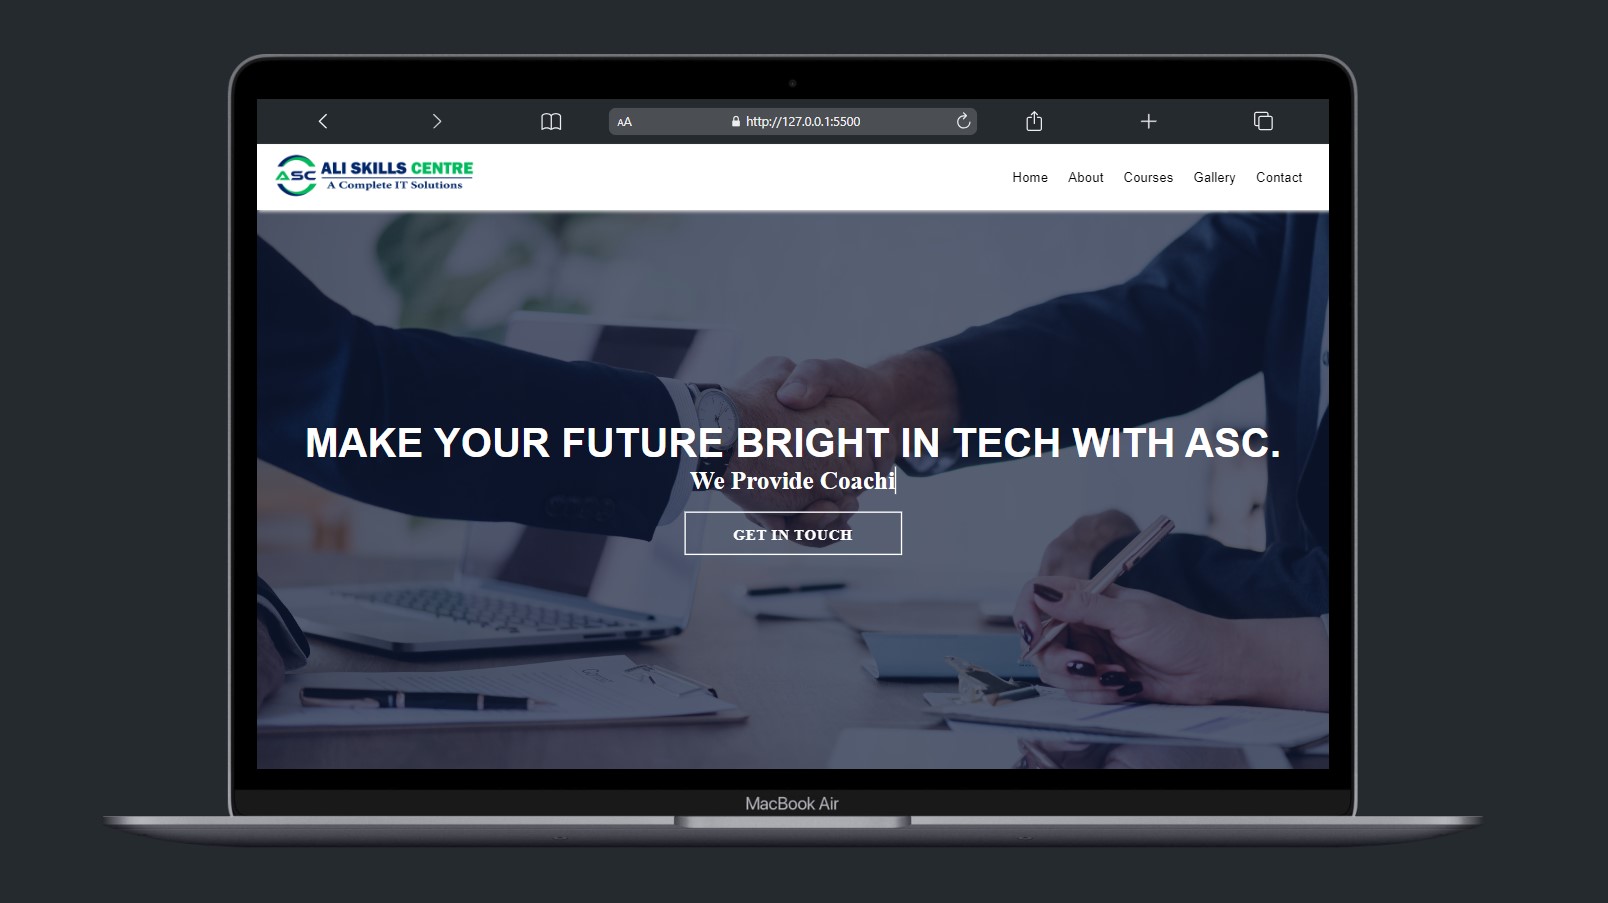 AA http://127.0.0.1:5500
ASC ALI SKILLS CENTRE
A Complete IT Solutions
Home About Courses Gallery Contact
MAKE YOUR FUTURE BRIGHT IN TECH WITH ASC.
We Provide Coachi
GET IN TOUCH
MacBook Air